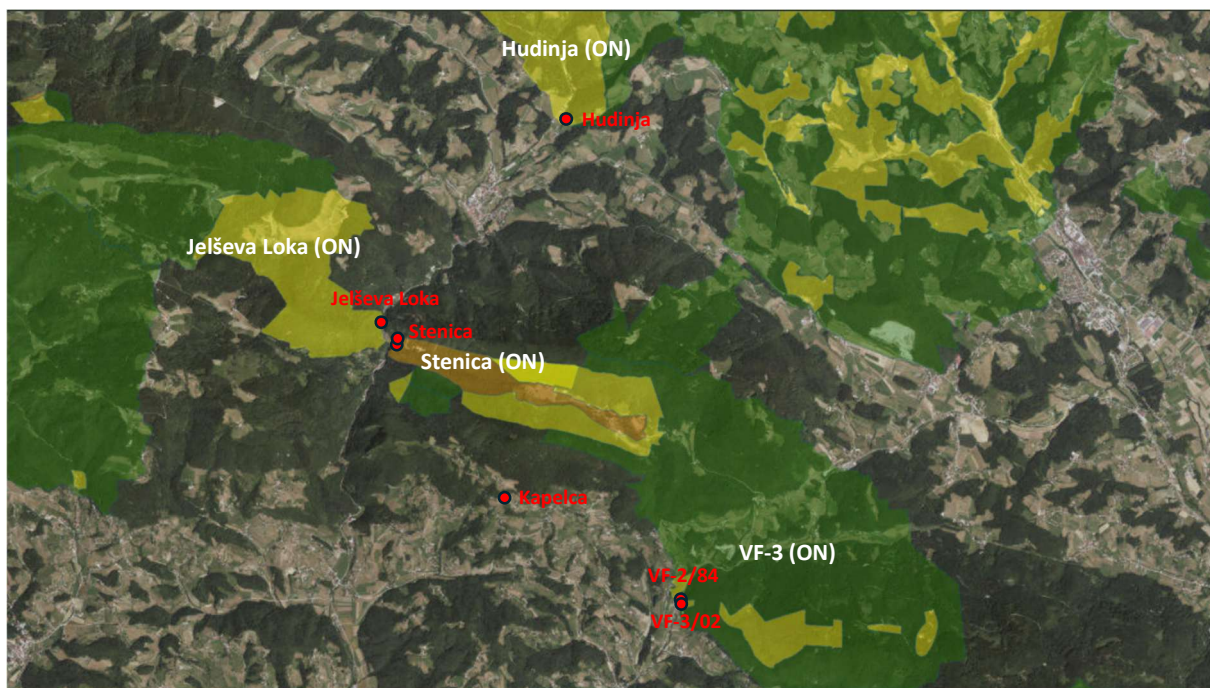 Hudinja (ON)
Hudinja
Jelševa Loka (ON)
Jelševa Loka
Stenica
Stenica (ON)
Kapelca
VF-3 (ON)
VF-2/84
VF-3/02